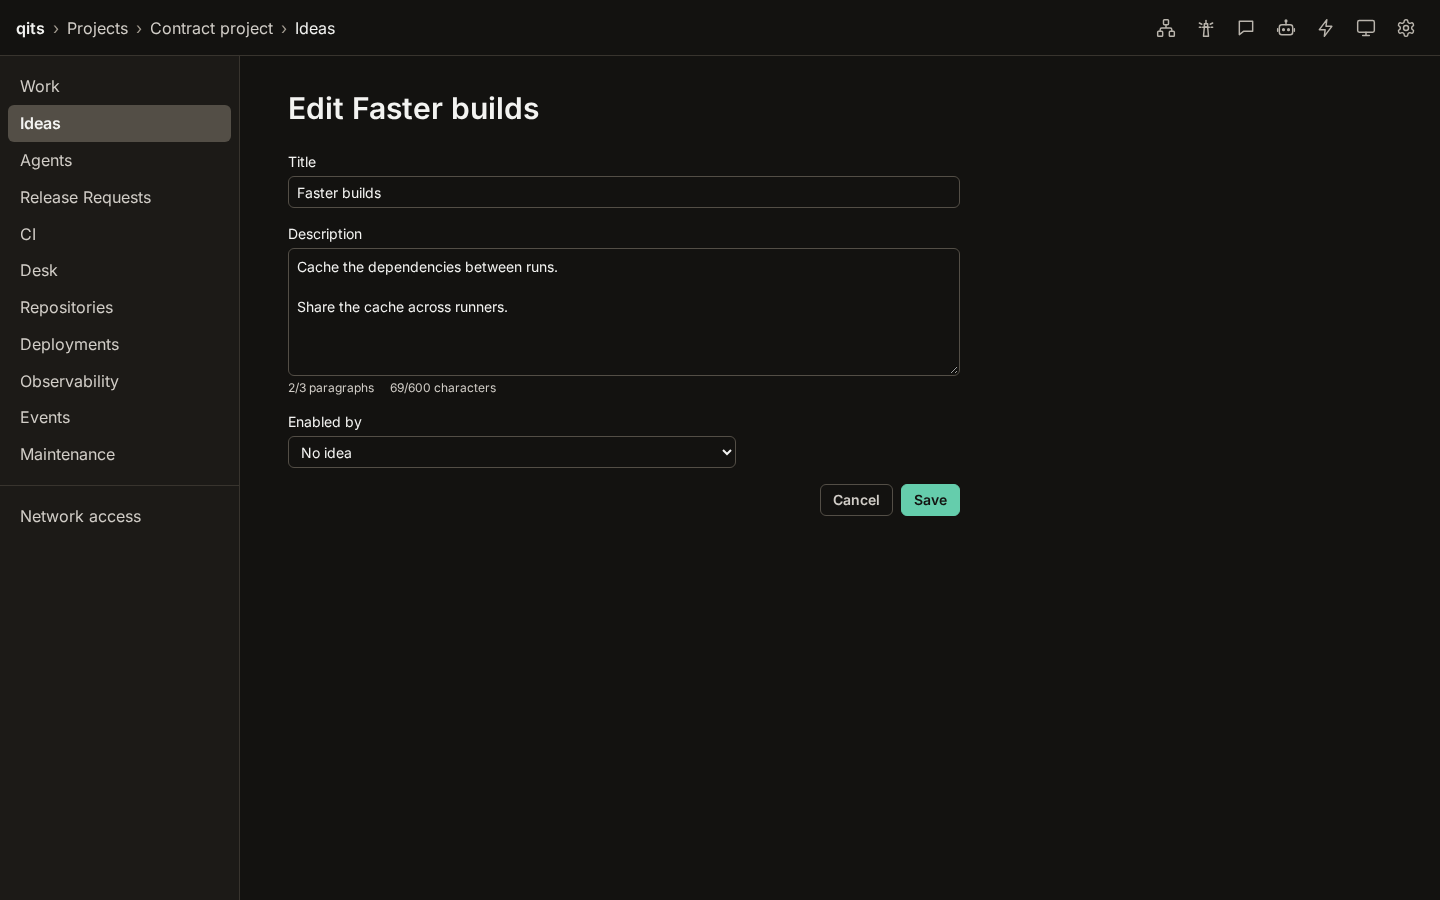 qits › Projects › Contract project › Ideas
Work
Ideas
Agents
Release Requests
CI
Desk
Repositories
Deployments
Observability
Events
Maintenance
Network access
Edit Faster builds
Title
Faster builds
Description
Cache the dependencies between runs.
Share the cache across runners.
2/3 paragraphs 69/600 characters
Enabled by
No idea
Cancel Save